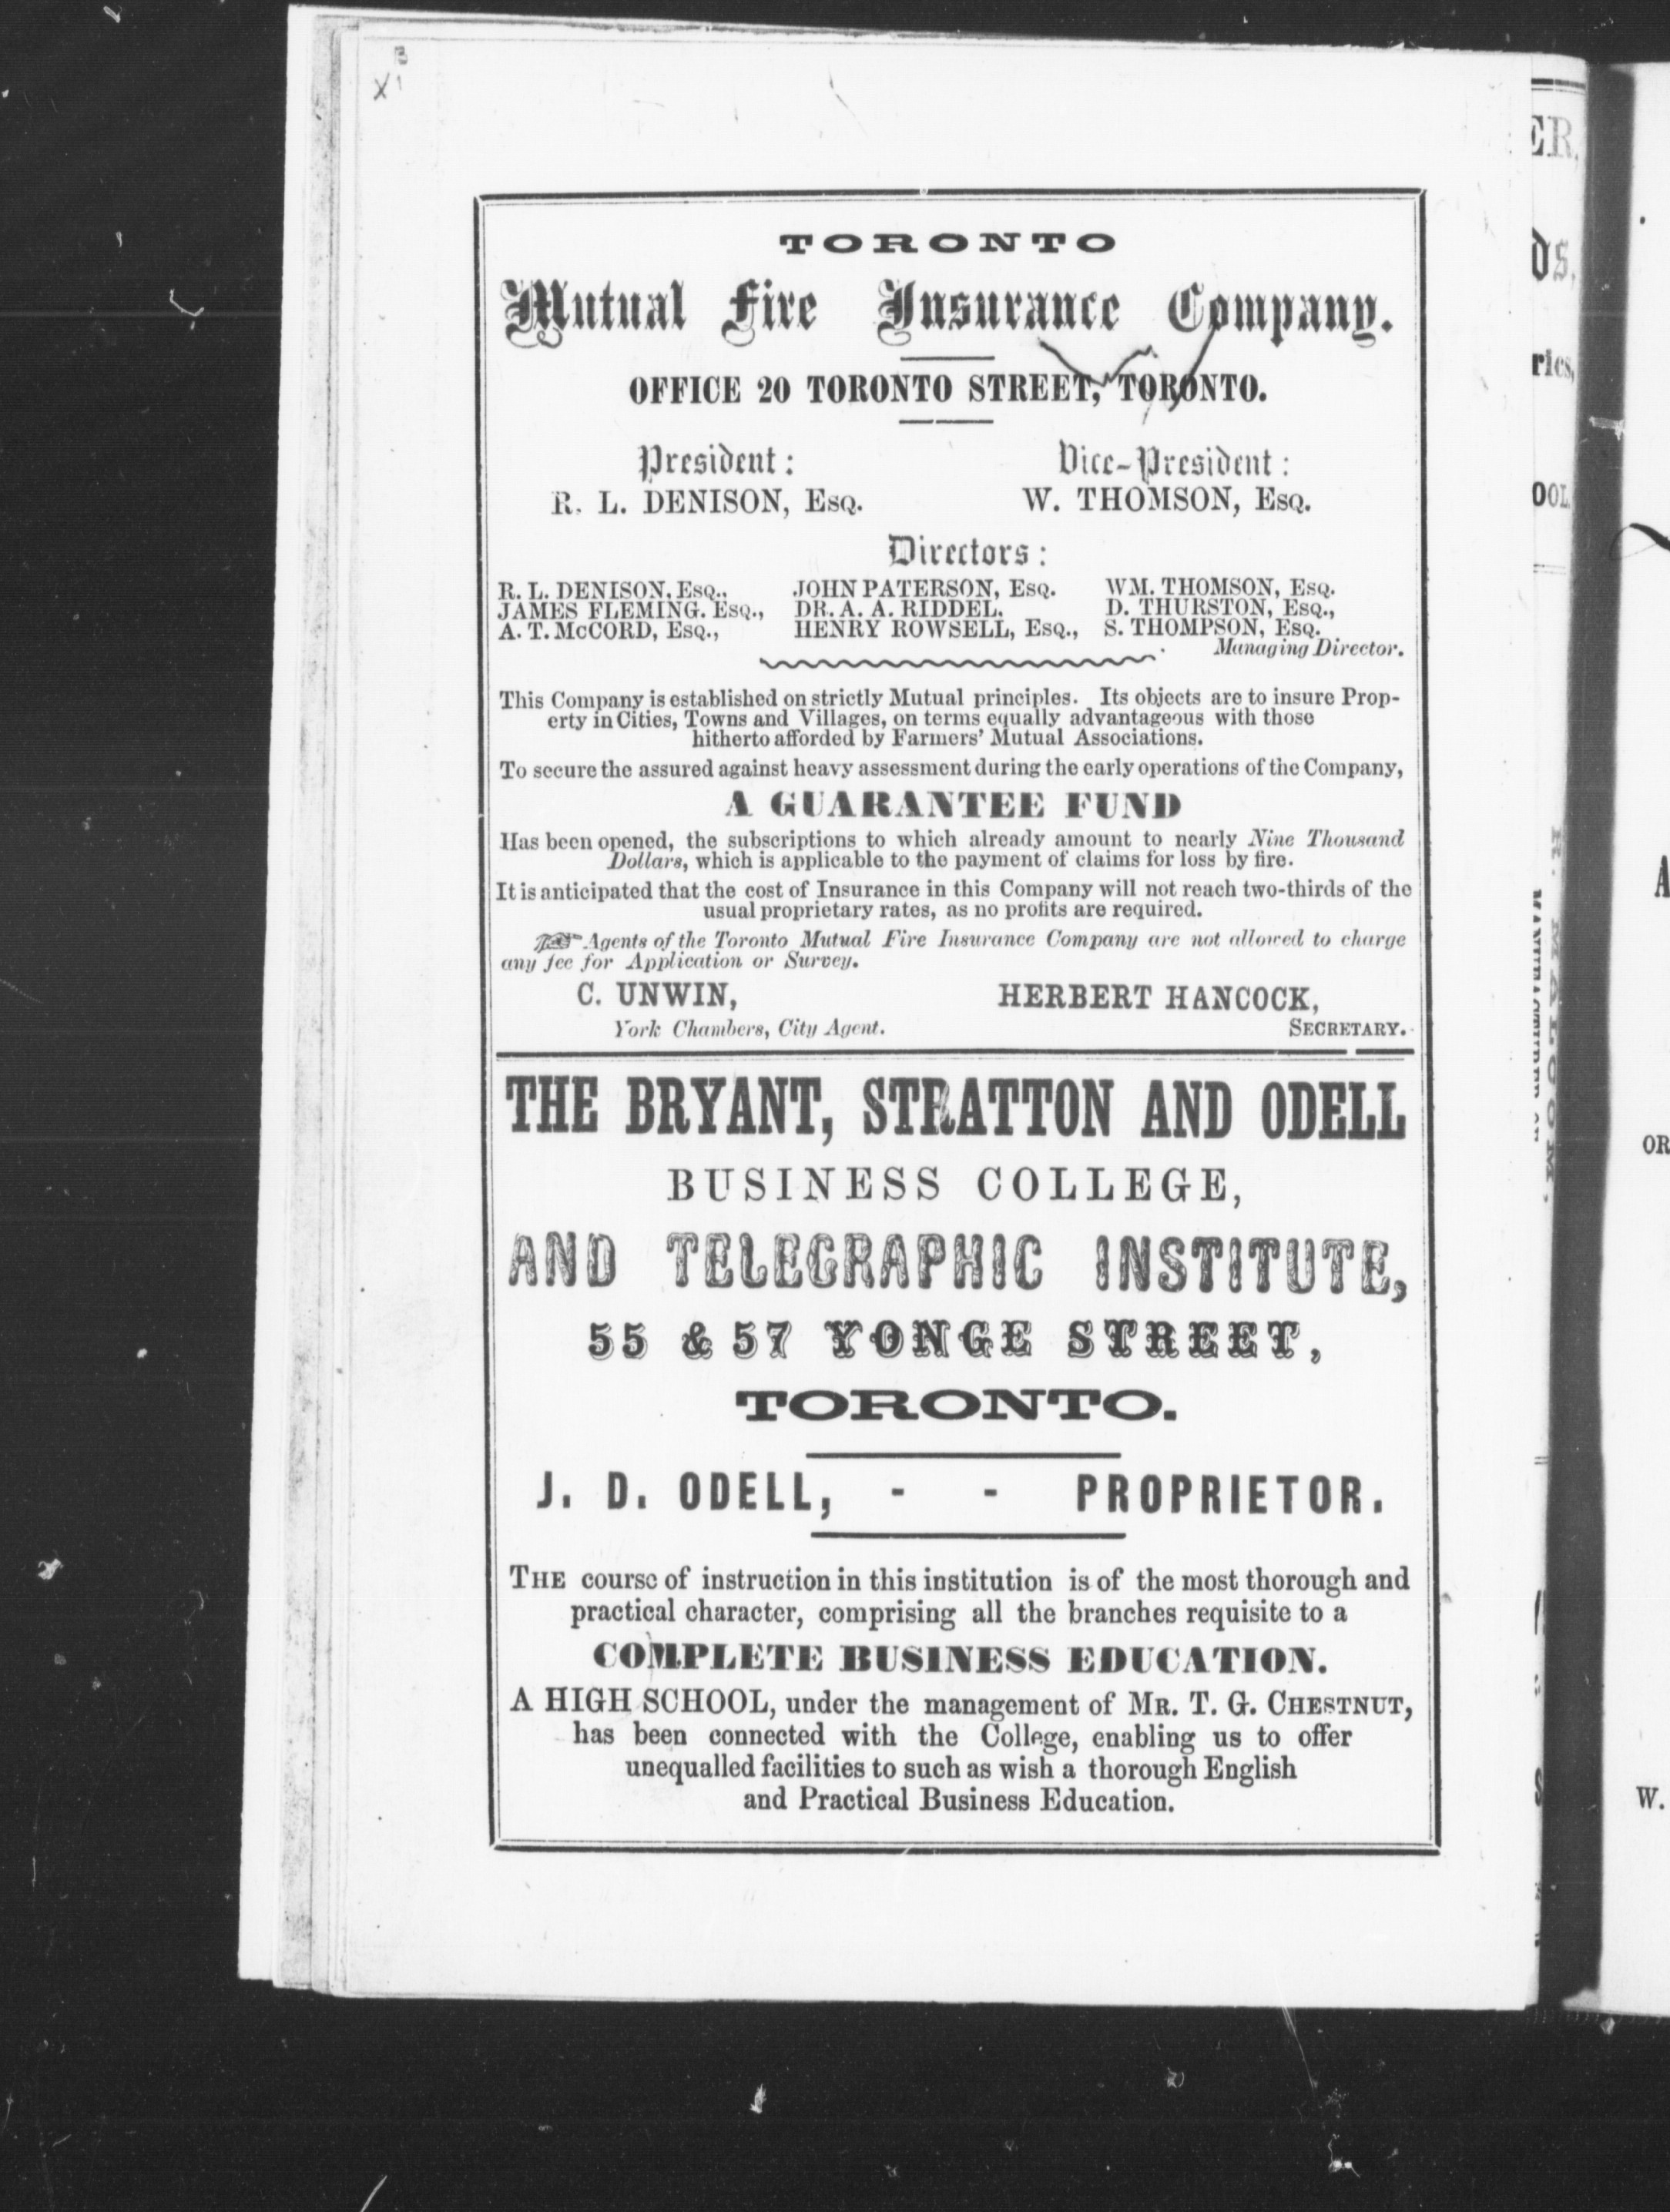 TORONTO
Mutual Fire Insurance Company.
OFFICE 20 TORONTO STREET, TORONTO.
President:
R. L. DENISON, Esq.
Vice-President:
W. THOMSON, Esq.
Directors:
R. L. DENISON, Esq., JOHN PATERSON, Esq. WM. THOMSON, Esq.
JAMES FLEMING. Esq., DR. A. A. RIDDEL. D. THURSTON, Esq.,
A. T. McCORD, Esq., HENRY ROWSELL, Esq., S. THOMPSON, Esq.
Managing Director.
This Company is established on strictly Mutual principles. Its objects are to insure Prop-
erty in Cities, Towns and Villages, on terms equally advantageous with those
hitherto afforded by Farmers' Mutual Associations.
To secure the assured against heavy assessment during the early operations of the Company,
A GUARANTEE FUND
Has been opened, the subscriptions to which already amount to nearly Nine Thousand
Dollars, which is applicable to the payment of claims for loss by fire.
It is anticipated that the cost of Insurance in this Company will not reach two-thirds of the
usual proprietary rates, as no profits are required.
☞ Agents of the Toronto Mutual Fire Insurance Company are not allowed to charge
any fee for Application or Survey.
C. UNWIN,
York Chambers, City Agent.
HERBERT HANCOCK,
SECRETARY.
THE BRYANT, STRATTON AND ODELL
BUSINESS COLLEGE,
AND TELEGRAPHIC INSTITUTE,
55 & 57 YONGE STREET,
TORONTO.
J. D. ODELL, - - PROPRIETOR.
THE course of instruction in this institution is of the most thorough and
practical character, comprising all the branches requisite to a
COMPLETE BUSINESS EDUCATION.
A HIGH SCHOOL, under the management of MR. T. G. CHESTNUT,
has been connected with the College, enabling us to offer
unequalled facilities to such as wish a thorough English
and Practical Business Education.